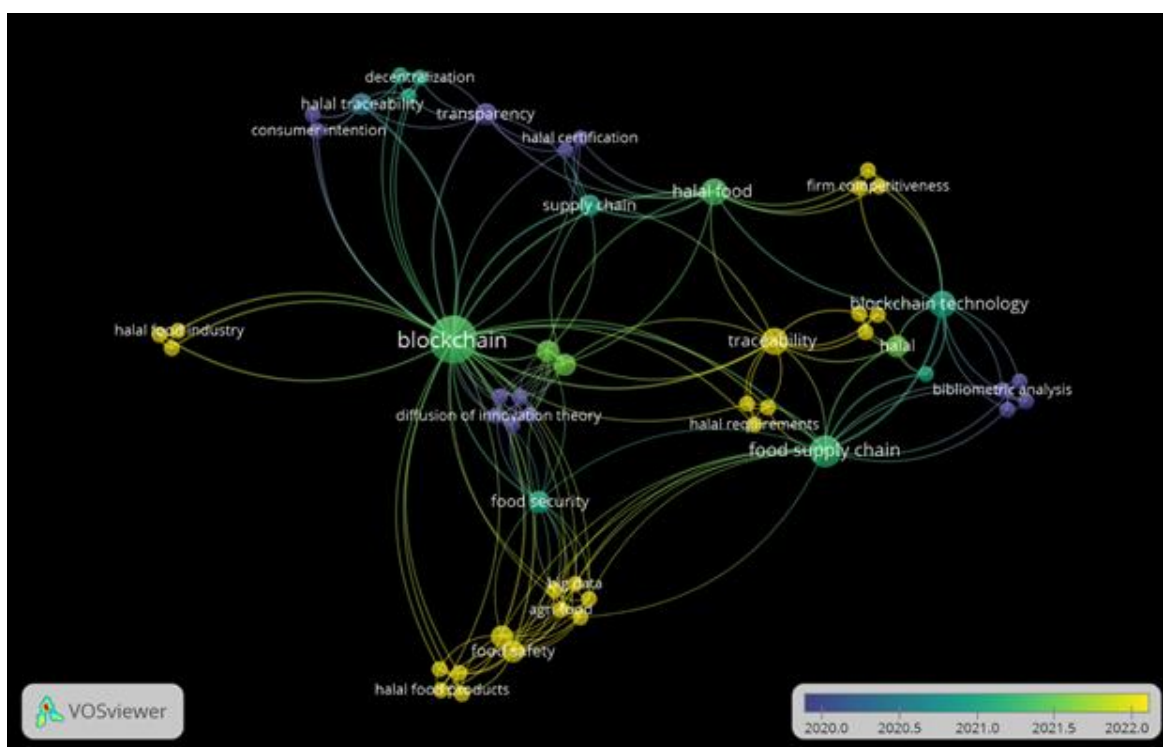 decentralization
halal traceability
transparency
consumer intention
halal certification
halal food
firm competitiveness
supply chain
blockchain technology
halal food industry
blockchain
traceability
halal
bibliometric analysis
diffusion of innovation theory
halal requirements
food supply chain
food security
big data
agri-food
food safety
halal food products
VOSviewer
2020.0 2020.5 2021.0 2021.5 2022.0